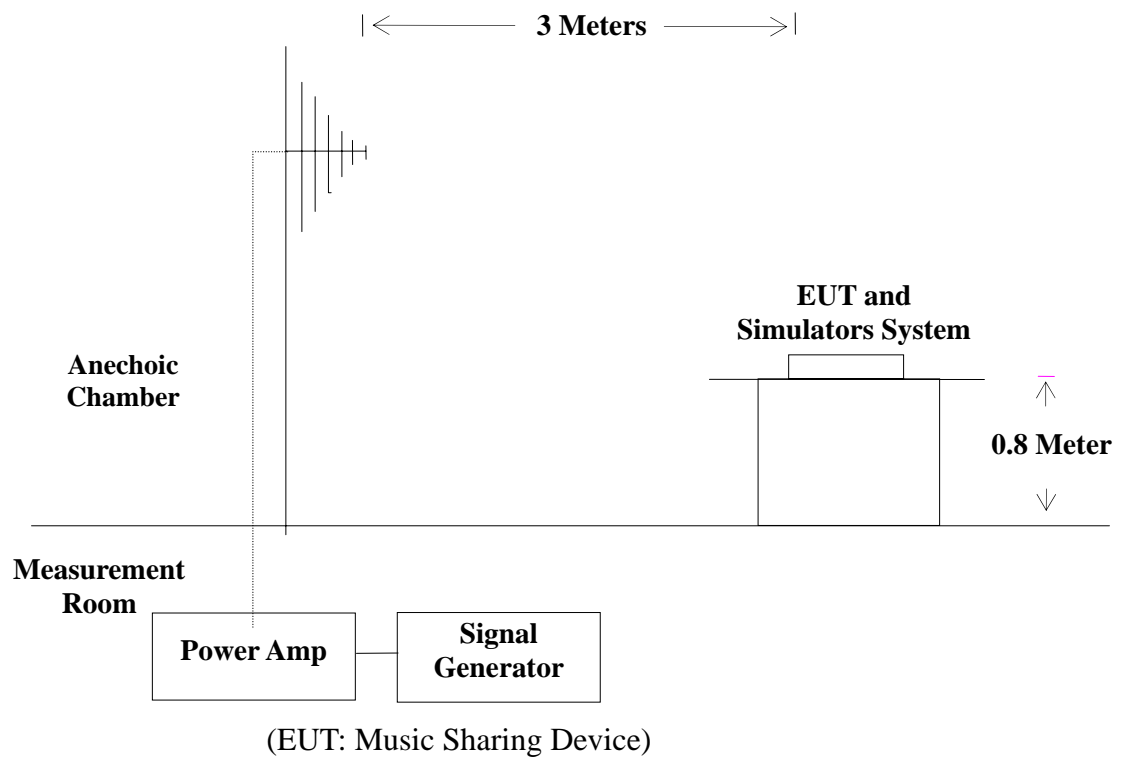 3 Meters
EUT and
Simulators System
Anechoic
Chamber
0.8 Meter
Measurement
Room
Power Amp
Signal
Generator
(EUT: Music Sharing Device)